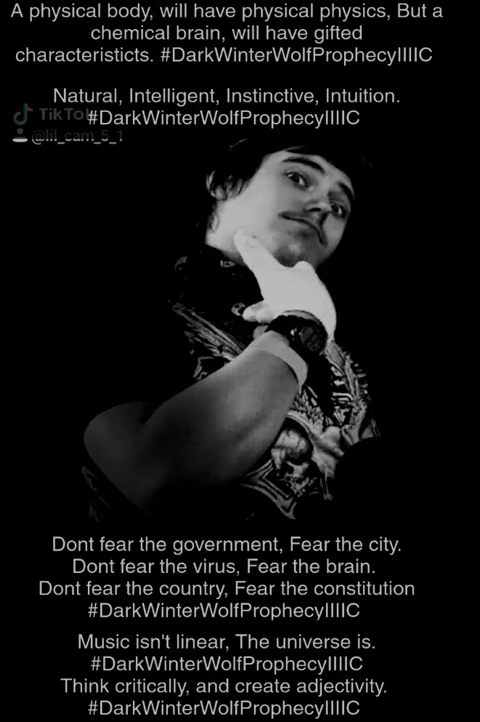 A physical body, will have physical physics, But a
chemical brain, will have gifted
characteristicts. #DarkWinterWolfProphecyIIIIC
Natural, Intelligent, Instinctive, Intuition.
#DarkWinterWolfProphecyIIIIC
TikTok
@lil_cam_5_1
Dont fear the government, Fear the city.
Dont fear the virus, Fear the brain.
Dont fear the country, Fear the constitution
#DarkWinterWolfProphecyIIIIC
Music isn't linear, The universe is.
#DarkWinterWolfProphecyIIIIC
Think critically, and create adjectivity.
#DarkWinterWolfProphecyIIIIC